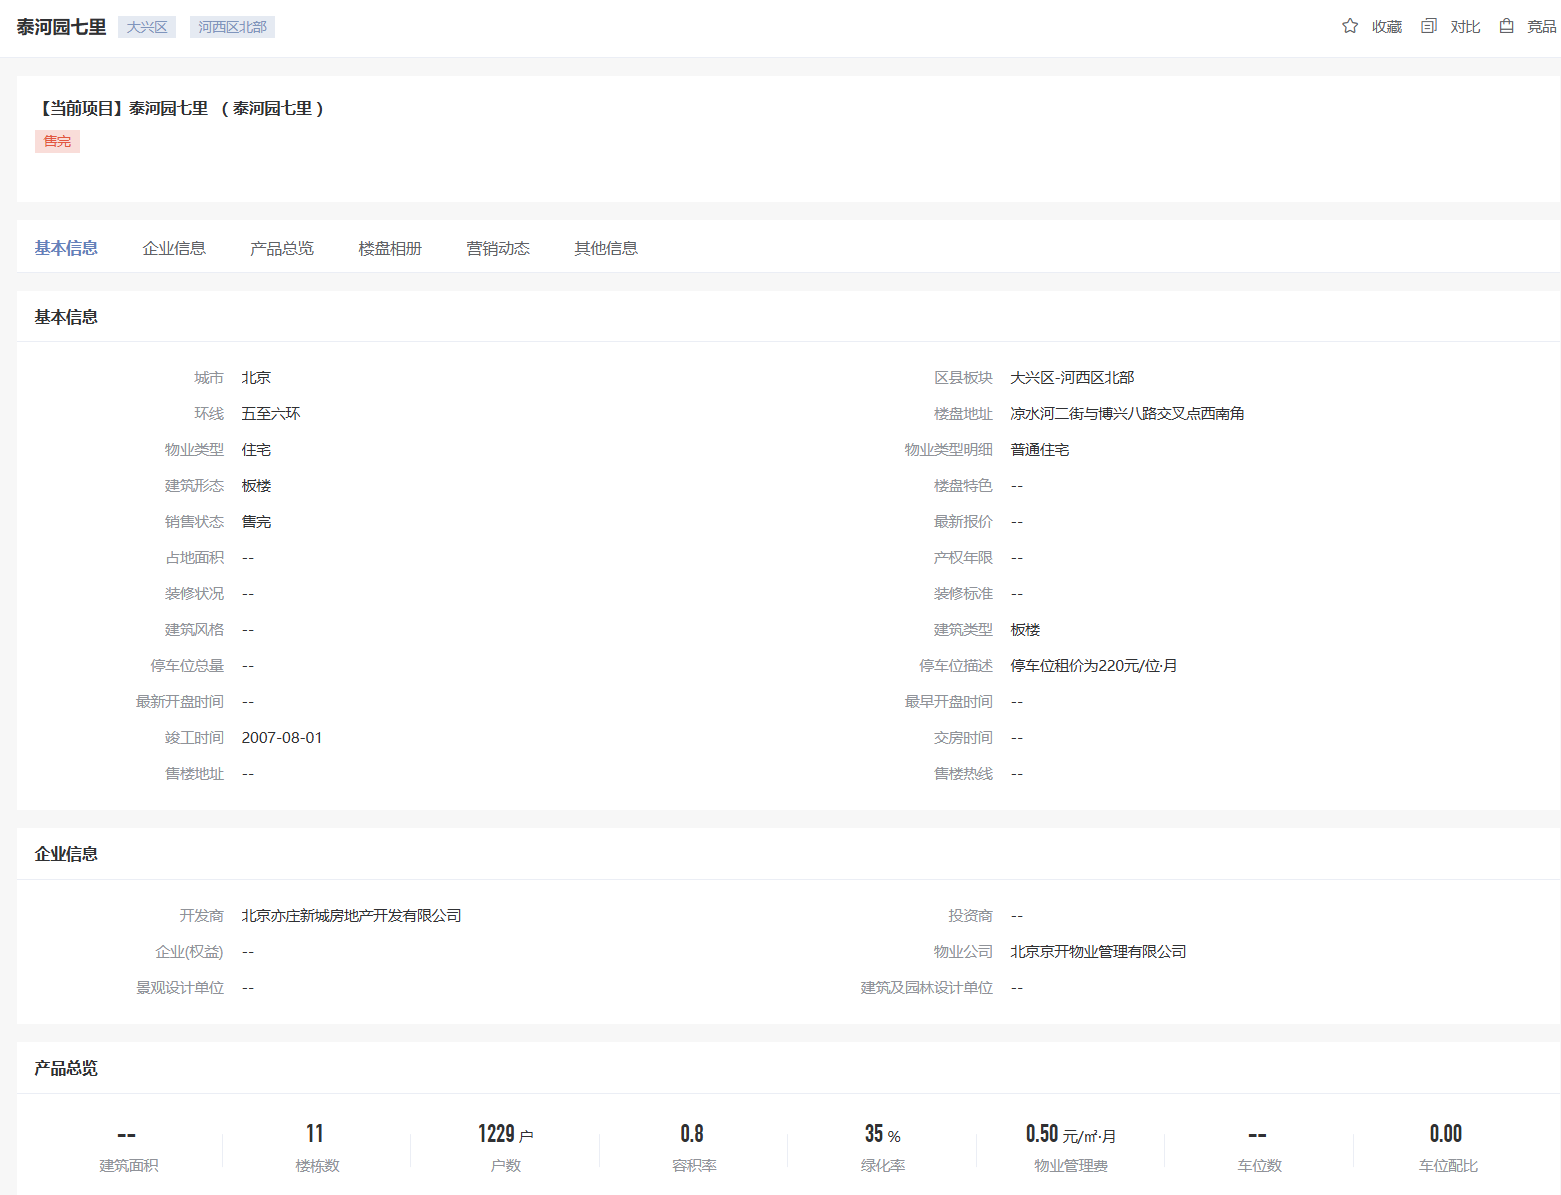 泰河园七里 大兴区 河西区北部 收藏 对比 竞品
【当前项目】泰河园七里 （ 泰河园七里 ）
售完
基本信息 企业信息 产品总览 楼盘相册 营销动态 其他信息
基本信息
城市 北京 区县板块 大兴区-河西区北部
环线 五至六环 楼盘地址 凉水河二街与博兴八路交叉点西南角
物业类型 住宅 物业类型明细 普通住宅
建筑形态 板楼 楼盘特色 --
销售状态 售完 最新报价 --
占地面积 -- 产权年限 --
装修状况 -- 装修标准 --
建筑风格 -- 建筑类型 板楼
停车位总量 -- 停车位描述 停车位租价为220元/位·月
最新开盘时间 -- 最早开盘时间 --
竣工时间 2007-08-01 交房时间 --
售楼地址 -- 售楼热线 --
企业信息
开发商 北京亦庄新城房地产开发有限公司 投资商 --
企业(权益) -- 物业公司 北京京开物业管理有限公司
景观设计单位 -- 建筑及园林设计单位 --
产品总览
-- 11 1229 户 0.8 35 % 0.50 元/㎡·月 -- 0.00
建筑面积 楼栋数 户数 容积率 绿化率 物业管理费 车位数 车位配比